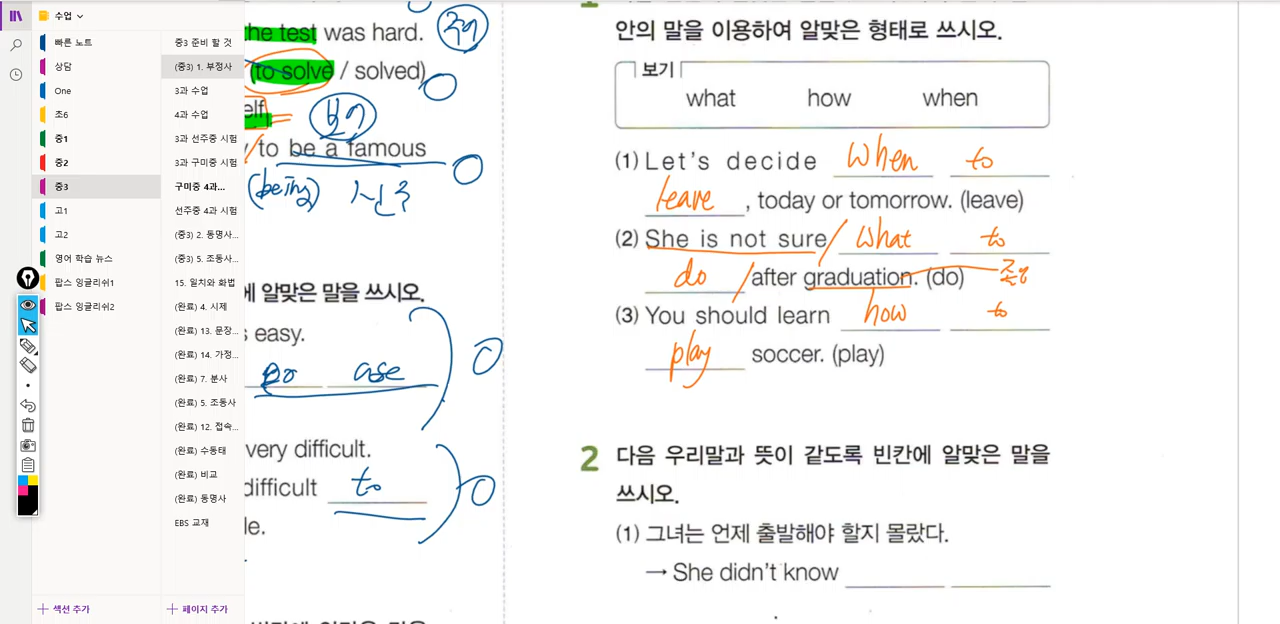 수업
빠른 노트
상담
One
초6
중1
중2
중3
고1
고2
영어 학습 뉴스
팝스 잉글리쉬1
팝스 잉글리쉬2
섹션 추가
중3 준비 할 것
(중3) 1. 부정사
3과 수업
4과 수업
3과 선주중 시험
3과 구미중 시험
구미중 4과...
선주중 4과 시험
(중3) 2. 동명사...
(중3) 5. 조동사...
15. 일치와 화법
(완료) 4. 시제
(완료) 13. 문장...
(완료) 14. 가정...
(완료) 7. 분사
(완료) 5. 조동사
(완료) 12. 접속...
(완료) 수동태
(완료) 비교
(완료) 동명사
EBS 교재
페이지 추가
the test was hard. 주어
(to solve / solved)
elf
보어
to be a famous
(being)
에 알맞은 말을 쓰시오.
easy.
very difficult.
difficult to
le.
안의 말을 이용하여 알맞은 형태로 쓰시오.
보기
what how when
(1) Let's decide when to
leave, today or tomorrow. (leave)
(2) She is not sure / what to
do / after graduation. (do)
(3) You should learn how to
play soccer. (play)
2 다음 우리말과 뜻이 같도록 빈칸에 알맞은 말을
쓰시오.
(1) 그녀는 언제 출발해야 할지 몰랐다.
→ She didn't know